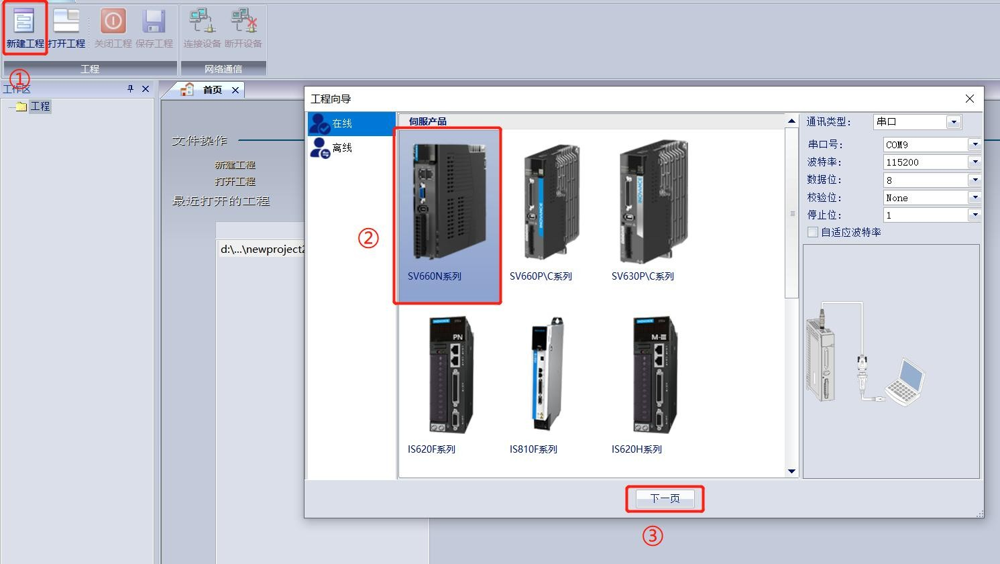 新建工程 打开工程 关闭工程 保存工程 连接设备 断开设备
工程 网络通信
①
工作区
工程
首页
文件操作
新建工程
打开工程
最近打开的工程
d:\...\newproject2
工程向导
在线
离线
伺服产品
SV660N系列 SV660P\C系列 SV630P\C系列
INOVANCE INOVANCE
②
PN
M-III
IS620F系列 IS810F系列 IS620H系列
通讯类型: 串口
串口号: COM9
波特率: 115200
数据位: 8
校验位: None
停止位: 1
自适应波特率
下一页
③